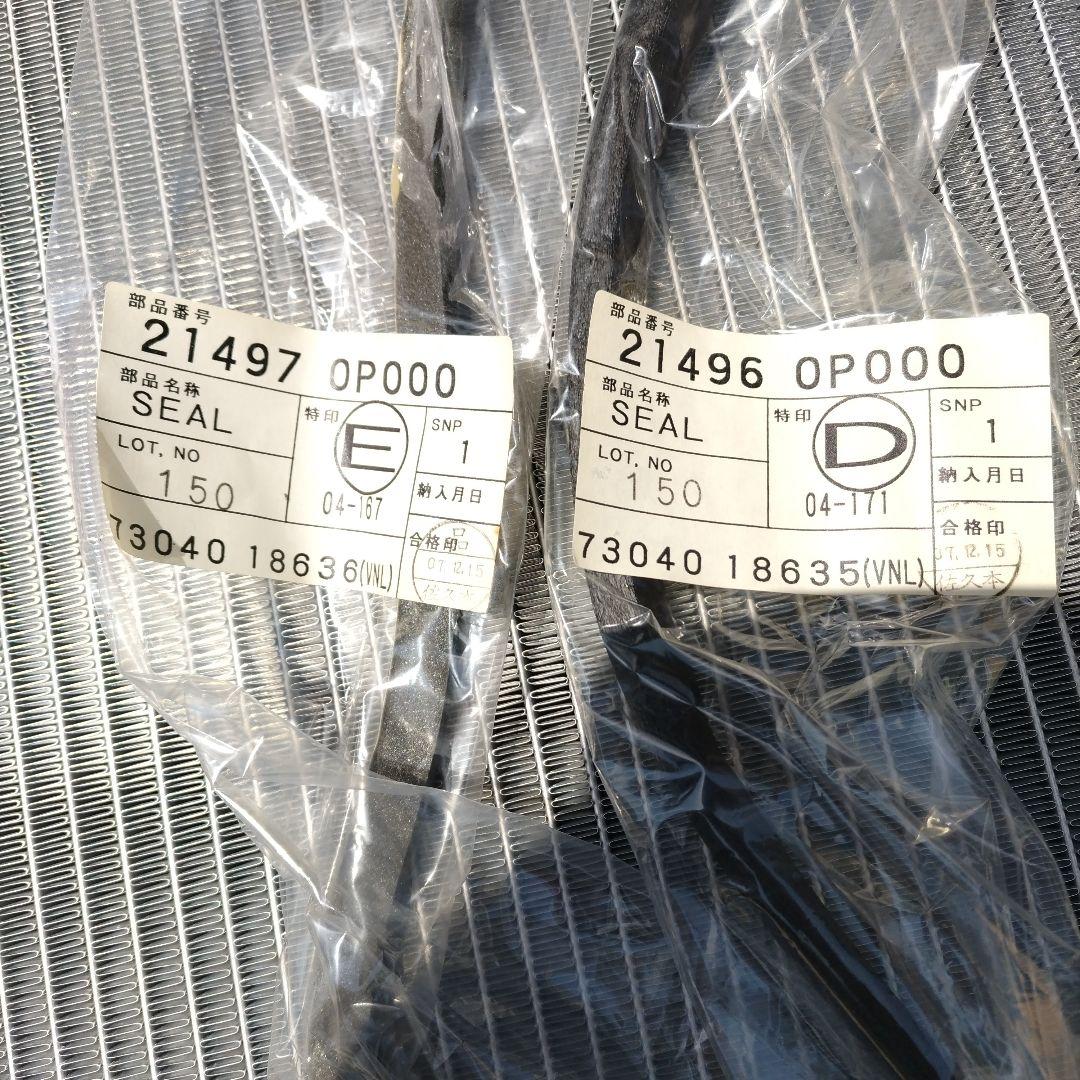 部品番号
21497 0P000
部品名称
SEAL
特印
E
SNP
1
LOT, NO
150
04-167
納入月日
合格印
07.12.15
佐久本
73040 18636(VNL)
部品番号
21496 0P000
部品名称
SEAL
特印
D
SNP
1
LOT, NO
150
04-171
納入月日
合格印
07.12.15
佐久本
73040 18635(VNL)